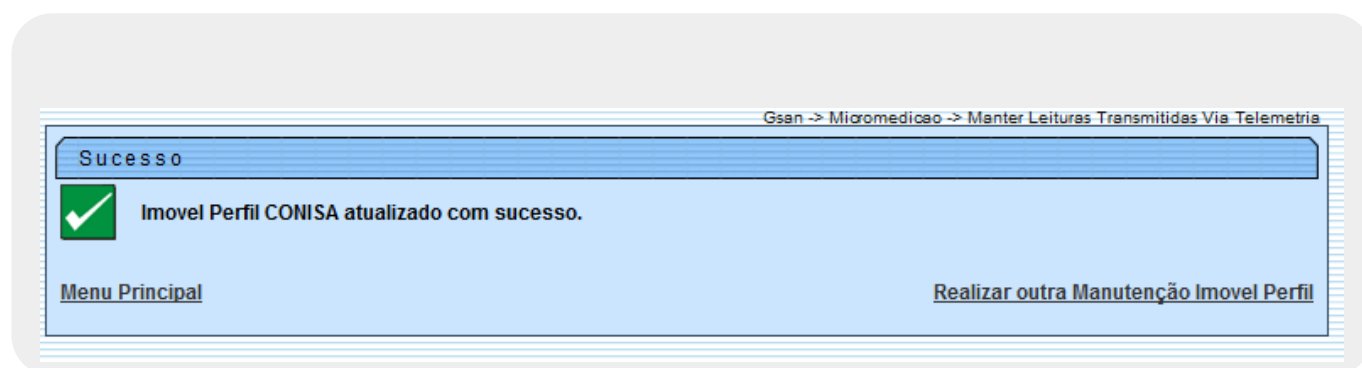 Gsan -> Micromedicao -> Manter Leituras Transmitidas Via Telemetria
Sucesso
Imovel Perfil CONISA atualizado com sucesso.
Menu Principal Realizar outra Manutenção Imovel Perfil